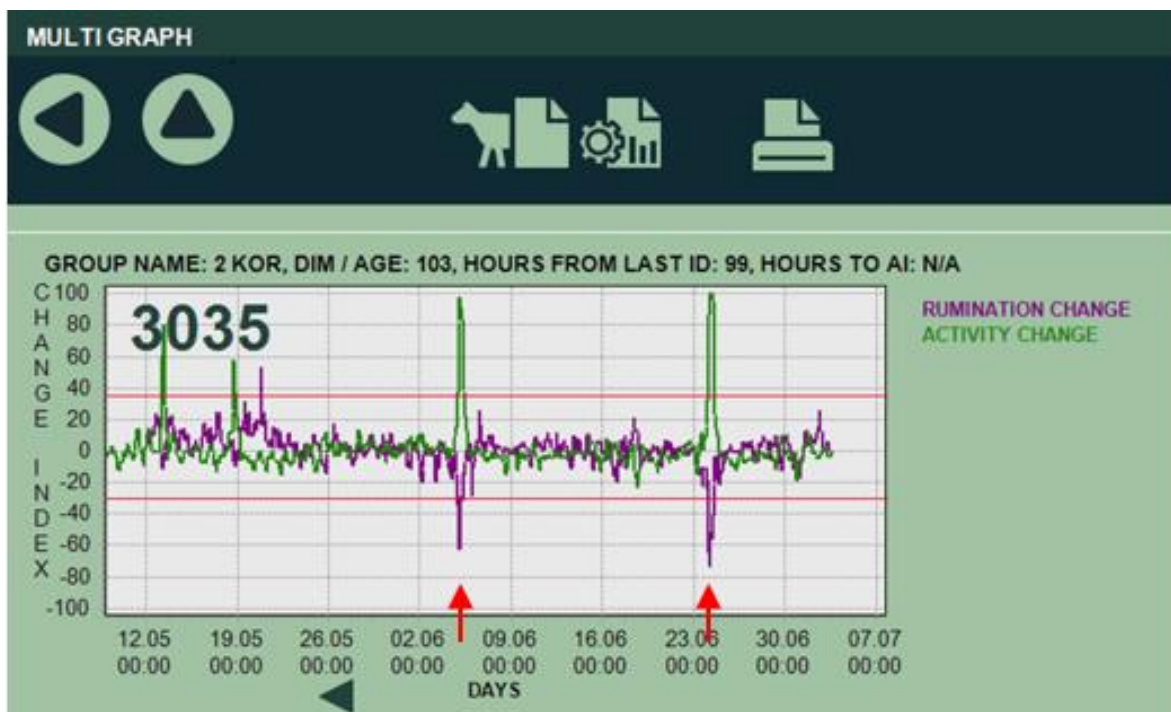 MULTI GRAPH
GROUP NAME: 2 KOR, DIM / AGE: 103, HOURS FROM LAST ID: 99, HOURS TO AI: N/A
CHANGE INDEX
3035
RUMINATION CHANGE
ACTIVITY CHANGE
100
80
60
40
20
0
-20
-40
-60
-80
-100
12.05 19.05 26.05 02.06 09.06 16.06 23.06 30.06 07.07
00:00 00:00 00:00 00:00 00:00 00:00 00:00 00:00 00:00
DAYS